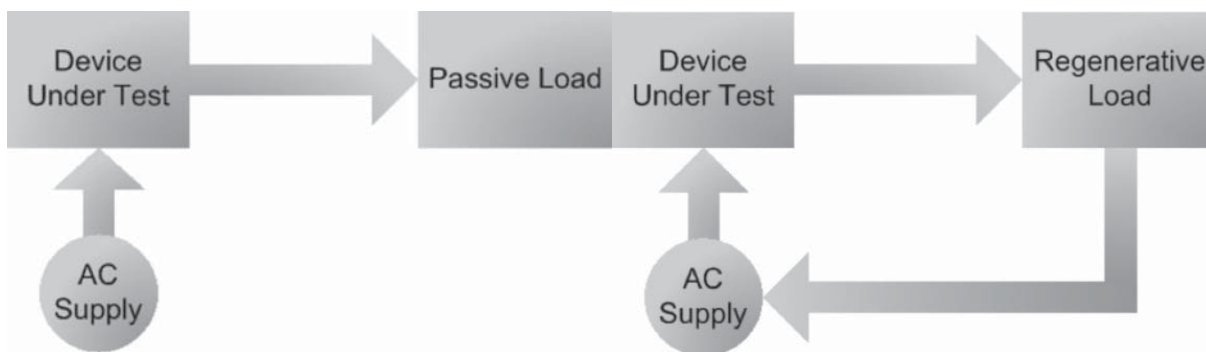 Device
Under Test
Passive Load
AC
Supply
Device
Under Test
Regenerative
Load
AC
Supply